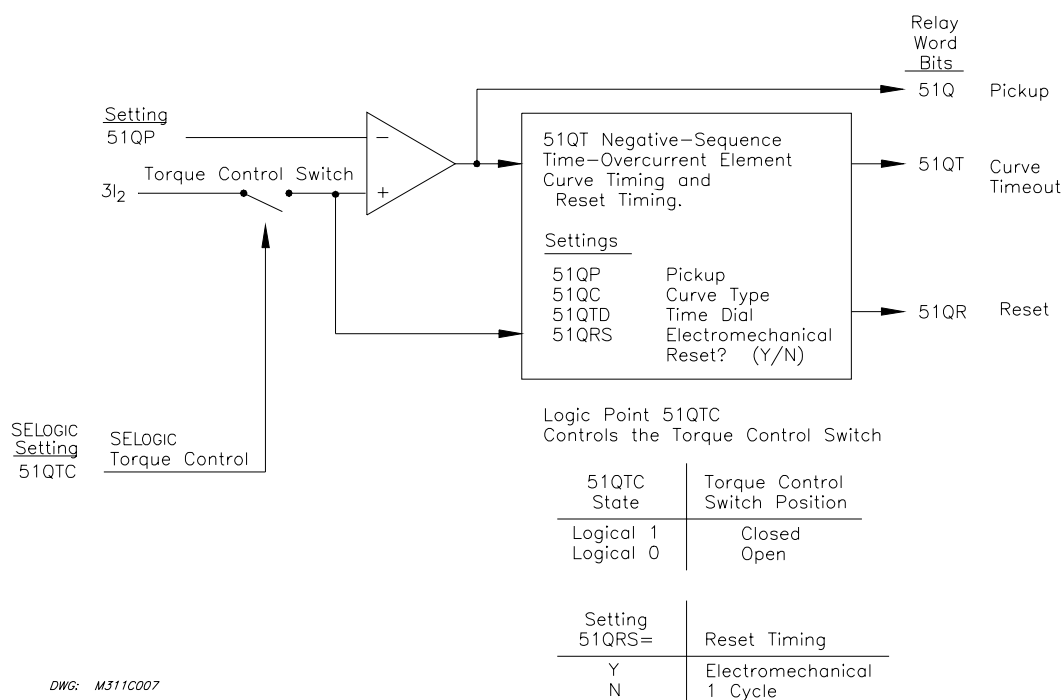 Relay
Word
Bits
51Q Pickup
Setting
51QP
−
51QT Negative−Sequence
Time−Overcurrent Element
Curve Timing and
Reset Timing.
51QT Curve
Timeout
Torque Control Switch
3I2
+
Settings
51QP Pickup
51QC Curve Type
51QTD Time Dial
51QRS Electromechanical
Reset? (Y/N)
51QR Reset
Logic Point 51QTC
Controls the Torque Control Switch
SELOGIC
Setting
51QTC
SELOGIC
Torque Control
51QTC Torque Control
State Switch Position
Logical 1 Closed
Logical 0 Open
Setting
51QRS= Reset Timing
Y Electromechanical
N 1 Cycle
DWG: M311C007